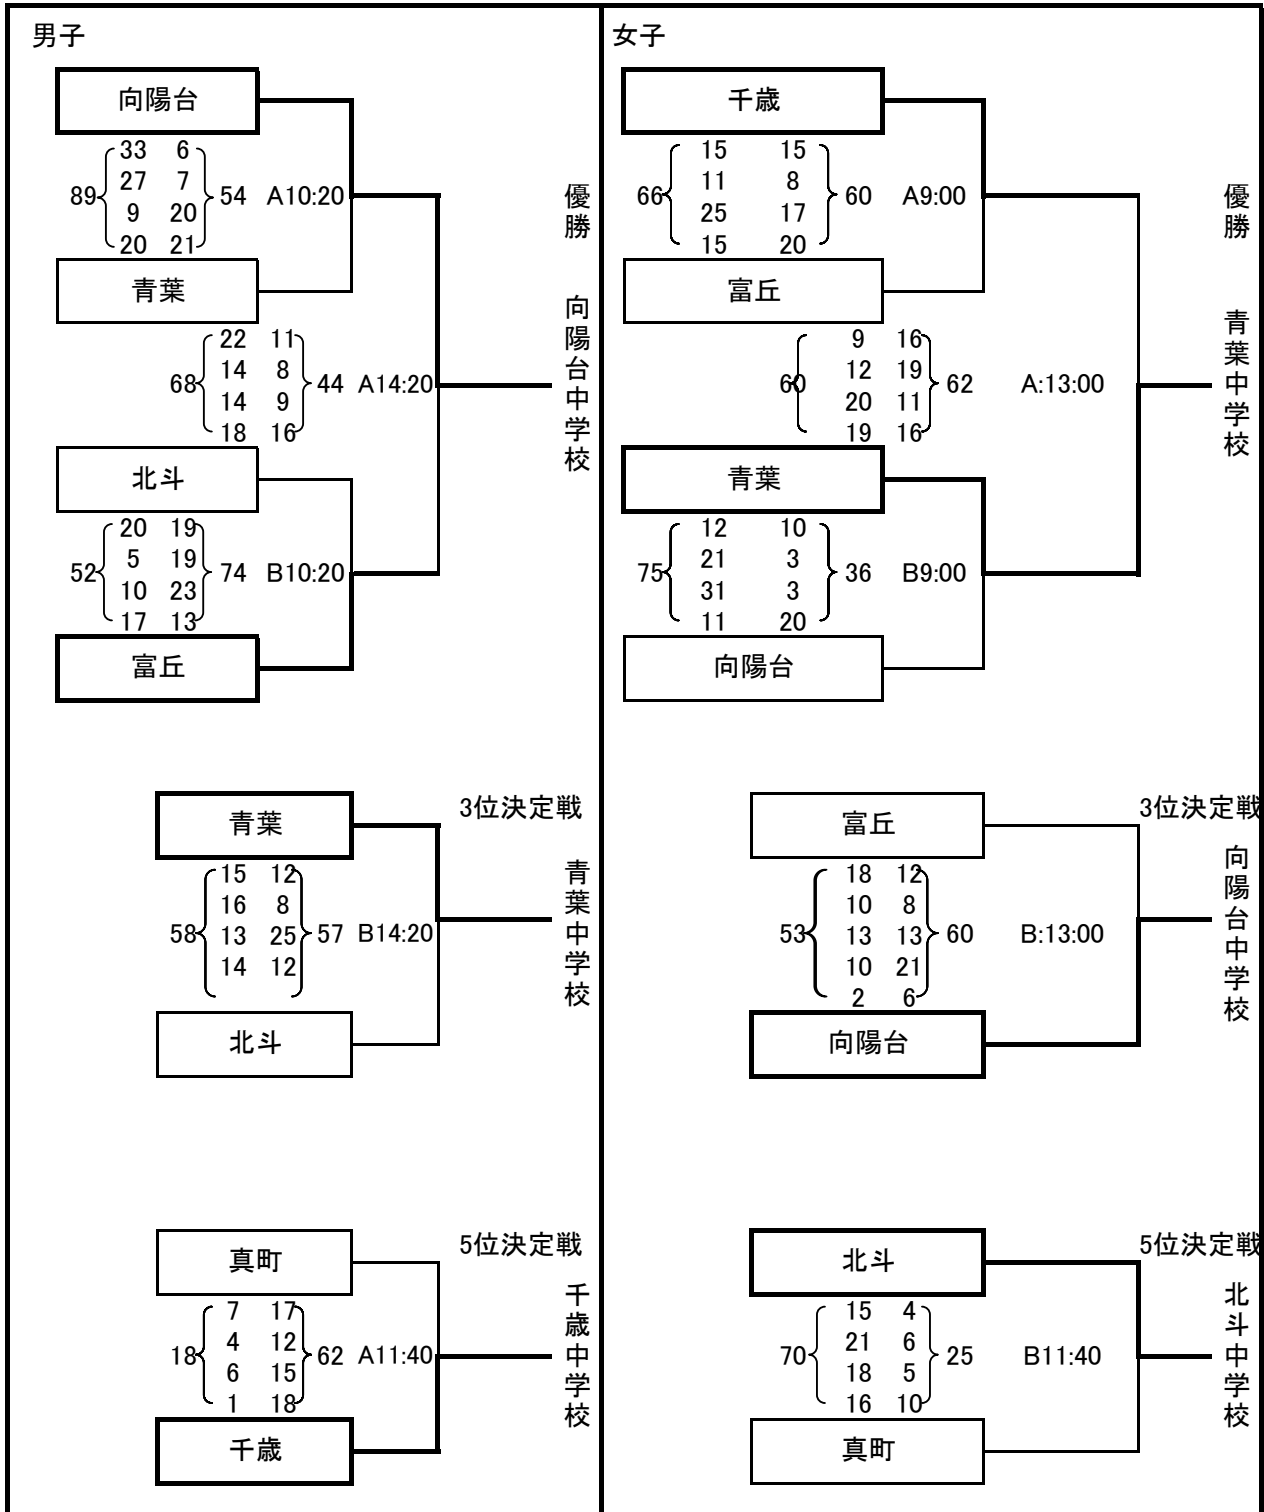 男子
向陽台
33 6
27 7
89 54 A10:20
9 20
20 21
青葉
22 11
14 8
68 44 A14:20
14 9
18 16
北斗
20 19
5 19
52 74 B10:20
10 23
17 13
富丘
優勝
向陽台中学校
3位決定戦
青葉
15 12
16 8
58 13 25 57 B14:20
14 12
北斗
青葉中学校
5位決定戦
真町
7 17
4 12
18 62 A11:40
6 15
1 18
千歳
千歳中学校
女子
千歳
15 15
11 8
66 60 A9:00
25 17
15 20
富丘
9 16
12 19
60 62 A:13:00
20 11
19 16
青葉
12 10
21 3
75 36 B9:00
31 3
11 20
向陽台
優勝
青葉中学校
3位決定戦
富丘
18 12
10 8
53 13 13 60 B:13:00
10 21
2 6
向陽台
向陽台中学校
5位決定戦
北斗
15 4
21 6
70 25 B11:40
18 5
16 10
真町
北斗中学校